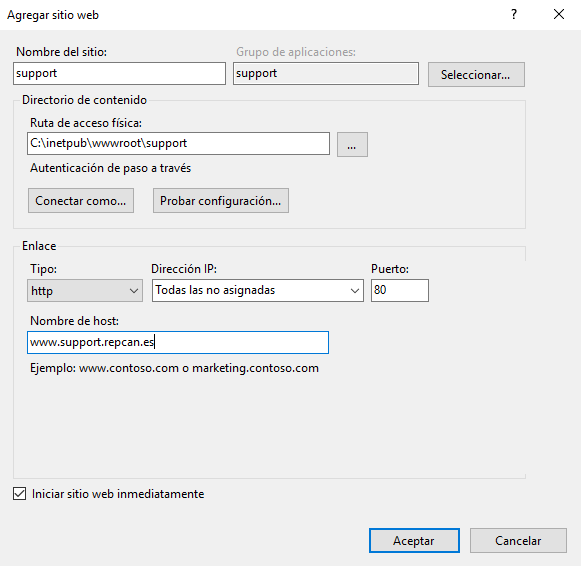 Agregar sitio web
?
Nombre del sitio:
Grupo de aplicaciones:
support
support
Seleccionar...
Directorio de contenido
Ruta de acceso física:
C:\inetpub\wwwroot\support
...
Autenticación de paso a través
Conectar como...
Probar configuración...
Enlace
Tipo:
Dirección IP:
Puerto:
http
Todas las no asignadas
80
Nombre de host:
www.support.repcan.es
Ejemplo: www.contoso.com o marketing.contoso.com
Iniciar sitio web inmediatamente
Aceptar
Cancelar